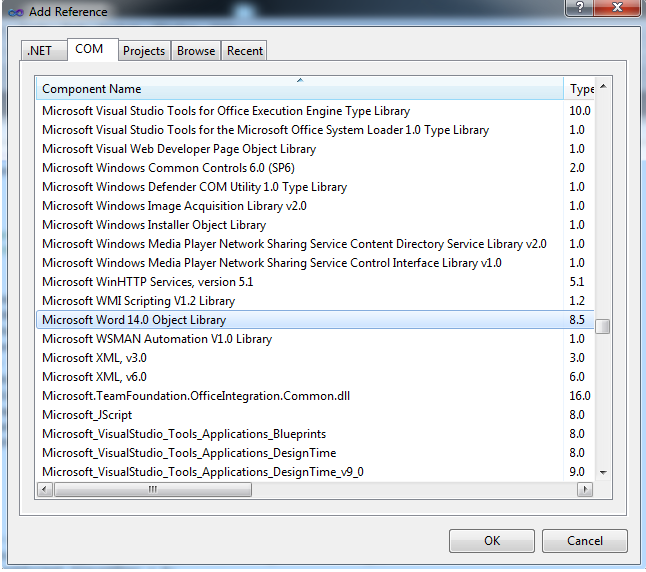 Add Reference
.NET COM Projects Browse Recent
Component Name Type
Microsoft Visual Studio Tools for Office Execution Engine Type Library 10.0
Microsoft Visual Studio Tools for the Microsoft Office System Loader 1.0 Type Library 1.0
Microsoft Visual Web Developer Page Object Library 1.0
Microsoft Windows Common Controls 6.0 (SP6) 2.0
Microsoft Windows Defender COM Utility 1.0 Type Library 1.0
Microsoft Windows Image Acquisition Library v2.0 1.0
Microsoft Windows Installer Object Library 1.0
Microsoft Windows Media Player Network Sharing Service Content Directory Service Library v2.0 1.0
Microsoft Windows Media Player Network Sharing Service Control Interface Library v1.0 1.0
Microsoft WinHTTP Services, version 5.1 5.1
Microsoft WMI Scripting V1.2 Library 1.2
Microsoft Word 14.0 Object Library 8.5
Microsoft WSMAN Automation V1.0 Library 1.0
Microsoft XML, v3.0 3.0
Microsoft XML, v6.0 6.0
Microsoft.TeamFoundation.OfficeIntegration.Common.dll 16.0
Microsoft_JScript 8.0
Microsoft_VisualStudio_Tools_Applications_Blueprints 8.0
Microsoft_VisualStudio_Tools_Applications_DesignTime 8.0
Microsoft_VisualStudio_Tools_Applications_DesignTime_v9_0 9.0
OK Cancel